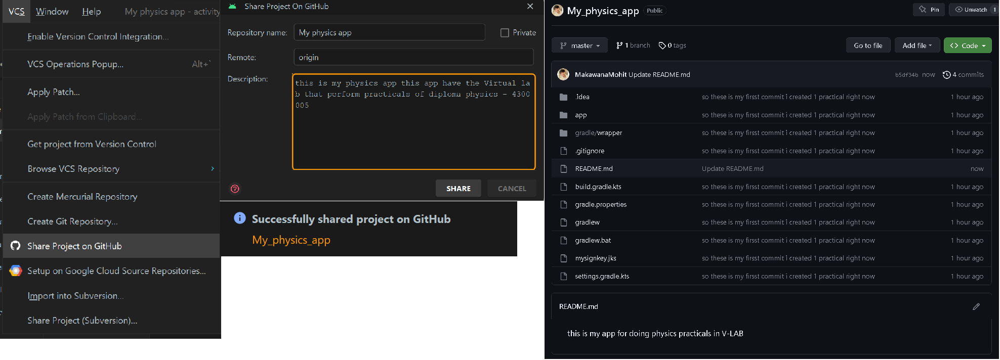 VCS Window Help My physics app - activity
Enable Version Control Integration...
VCS Operations Popup... Alt+`
Apply Patch...
Apply Patch from Clipboard...
Get project from Version Control
Browse VCS Repository
Create Mercurial Repository
Create Git Repository...
Share Project on GitHub
Setup on Google Cloud Source Repositories...
Import into Subversion...
Share Project (Subversion)...
Share Project On GitHub
Repository name: My physics app Private
Remote: origin
Description:
this is my physics app this app have the Virtual la
b that perform practicals of diploma physics - 4300
005
SHARE CANCEL
Successfully shared project on GitHub
My_physics_app
My_physics_app Public Pin Unwatch 1
master 1 branch 0 tags Go to file Add file Code
MakawanaMohit Update README.md b5df34b now 4 commits
.idea so these is my firsst commit i created 1 practical right now 1 hour ago
app so these is my firsst commit i created 1 practical right now 1 hour ago
gradle/wrapper so these is my firsst commit i created 1 practical right now 1 hour ago
.gitignore so these is my firsst commit i created 1 practical right now 1 hour ago
README.md Update README.md now
build.gradle.kts so these is my firsst commit i created 1 practical right now 1 hour ago
gradle.properties so these is my firsst commit i created 1 practical right now 1 hour ago
gradlew so these is my firsst commit i created 1 practical right now 1 hour ago
gradlew.bat so these is my firsst commit i created 1 practical right now 1 hour ago
mysignkey.jks so these is my firsst commit i created 1 practical right now 1 hour ago
settings.gradle.kts so these is my firsst commit i created 1 practical right now 1 hour ago
README.md
this is my app for doing physics practicals in V-LAB